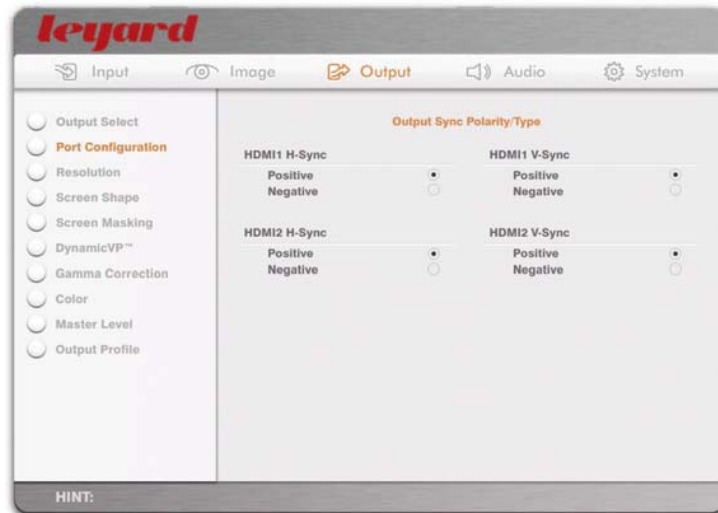 leyard
Input Image Output Audio System
Output Select
Port Configuration
Resolution
Screen Shape
Screen Masking
DynamicVP™
Gamma Correction
Color
Master Level
Output Profile
Output Sync Polarity/Type
HDMI1 H-Sync
Positive
Negative
HDMI1 V-Sync
Positive
Negative
HDMI2 H-Sync
Positive
Negative
HDMI2 V-Sync
Positive
Negative
HINT: